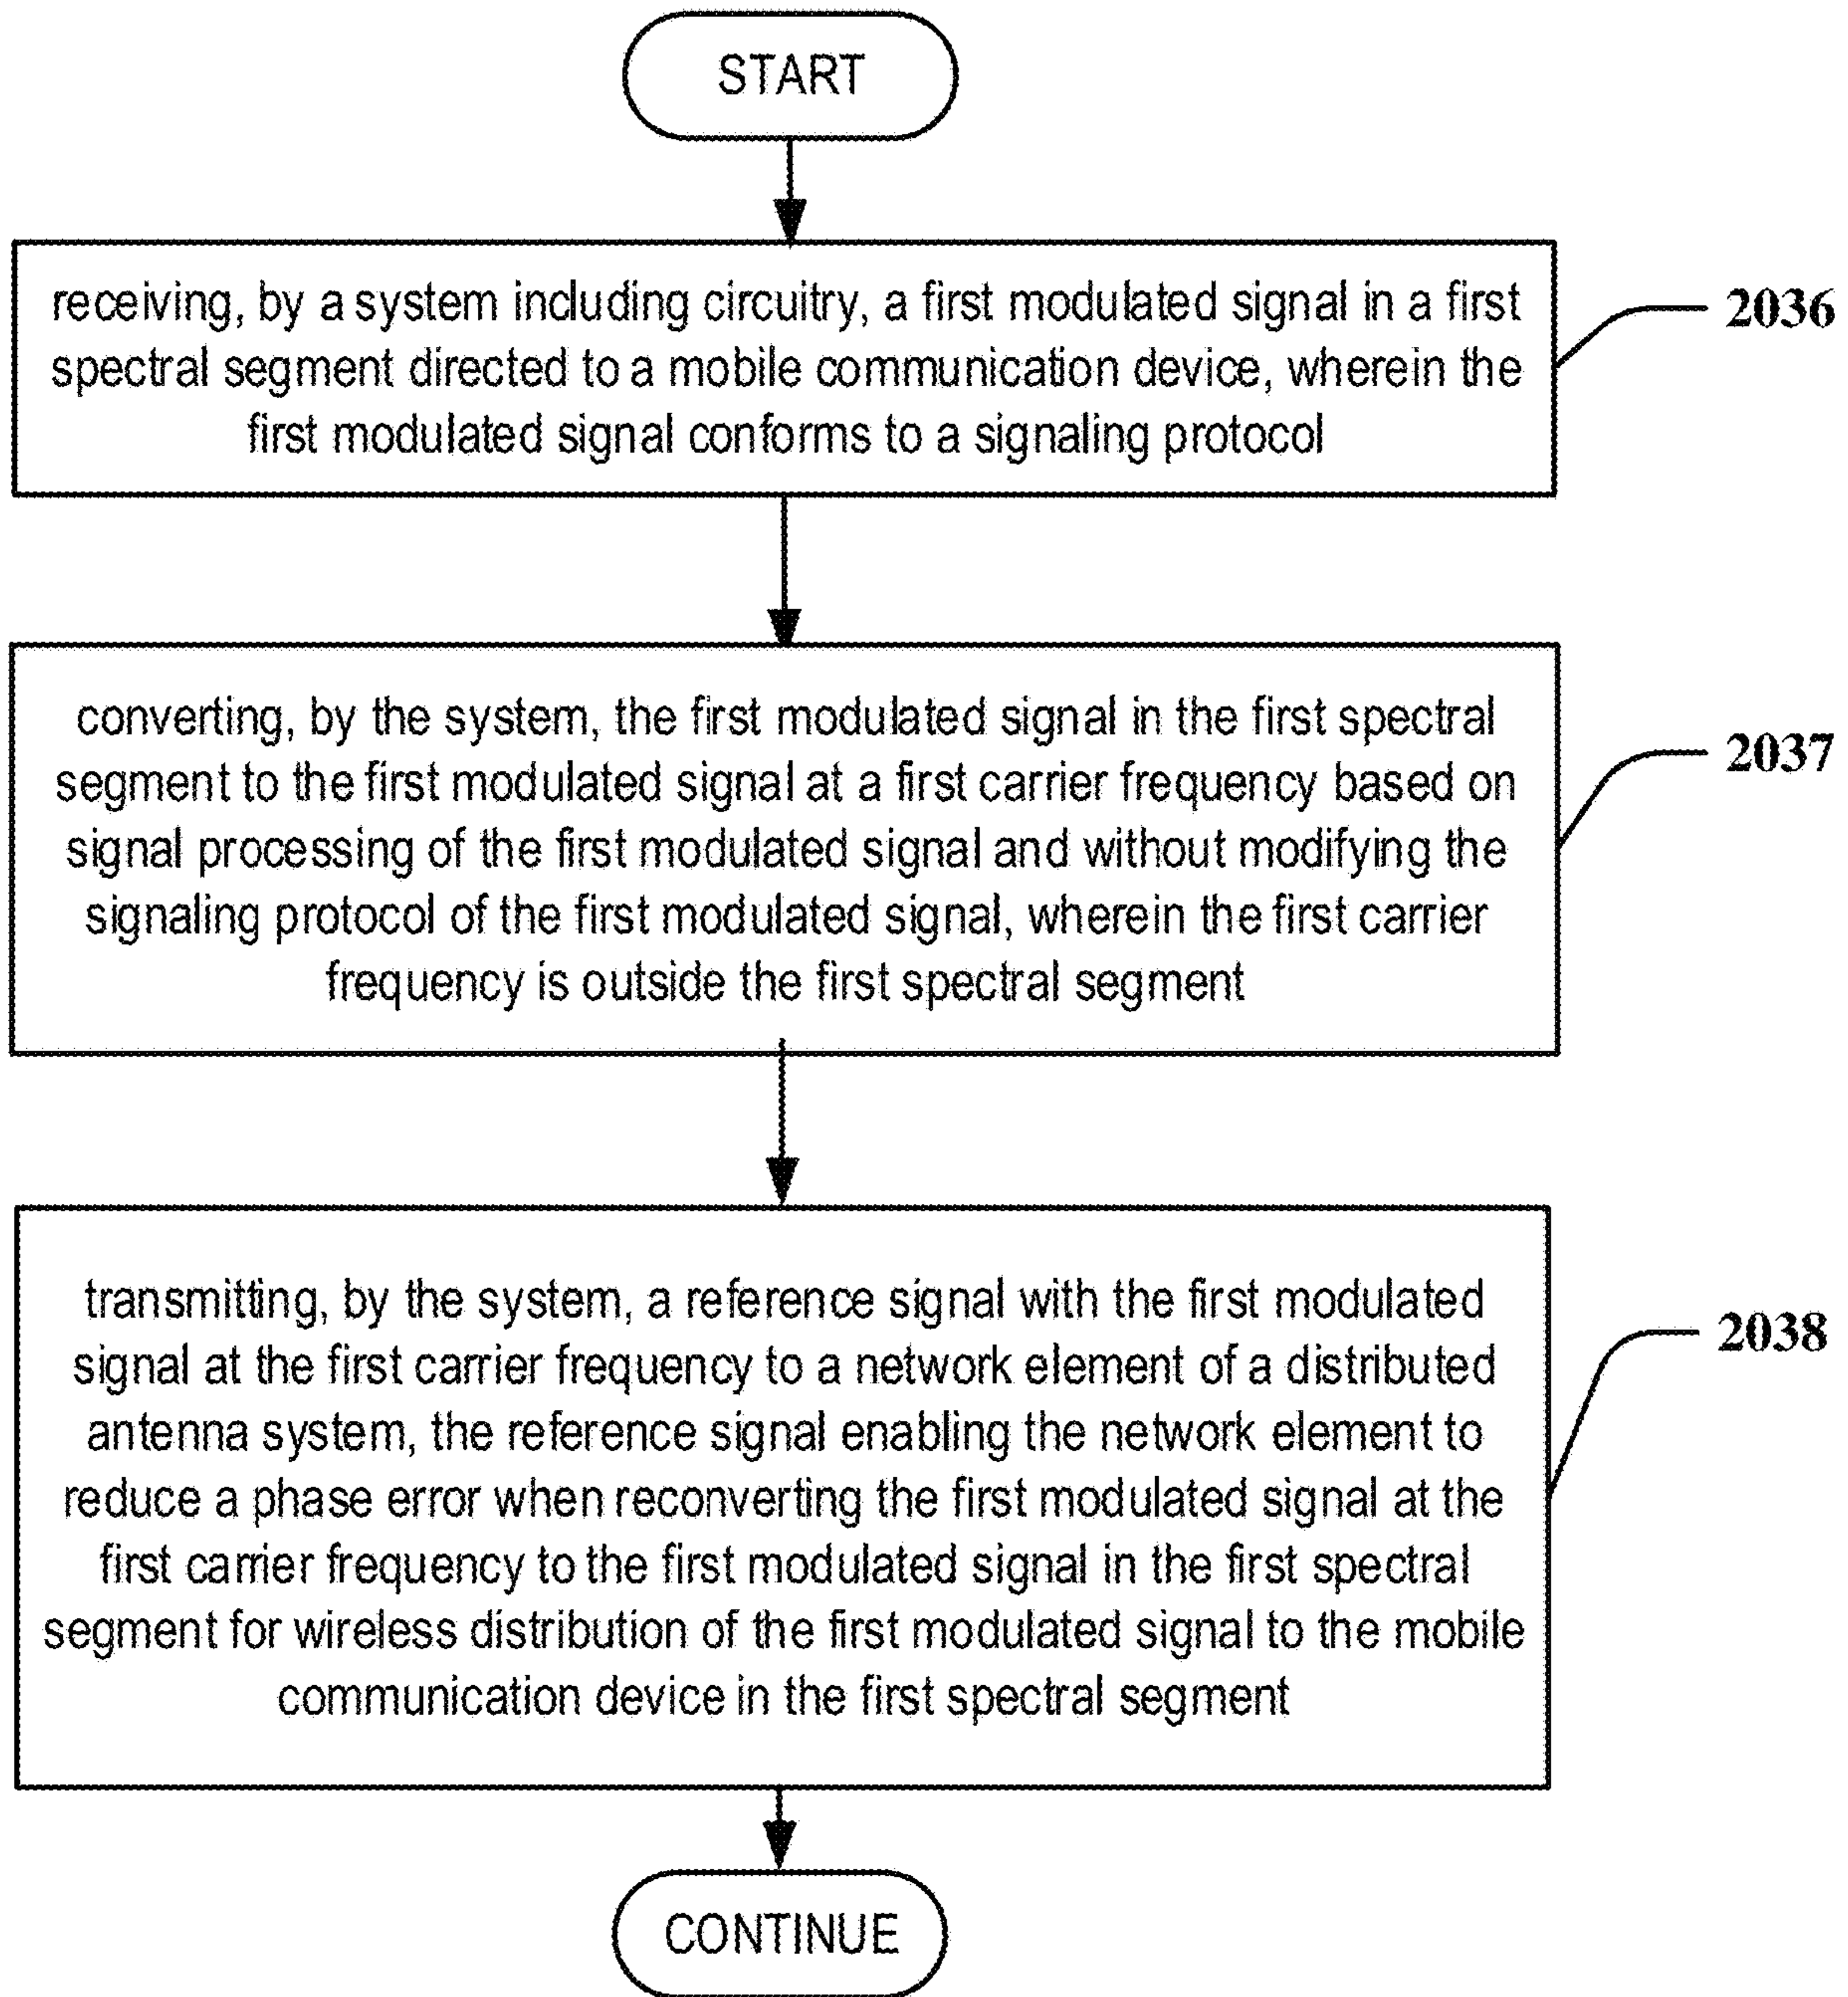 START
receiving, by a system including circuitry, a first modulated signal in a first
spectral segment directed to a mobile communication device, wherein the
first modulated signal conforms to a signaling protocol
2036
converting, by the system, the first modulated signal in the first spectral
segment to the first modulated signal at a first carrier frequency based on
signal processing of the first modulated signal and without modifying the
signaling protocol of the first modulated signal, wherein the first carrier
frequency is outside the first spectral segment
2037
transmitting, by the system, a reference signal with the first modulated
signal at the first carrier frequency to a network element of a distributed
antenna system, the reference signal enabling the network element to
reduce a phase error when reconverting the first modulated signal at the
first carrier frequency to the first modulated signal in the first spectral
segment for wireless distribution of the first modulated signal to the mobile
communication device in the first spectral segment
2038
CONTINUE